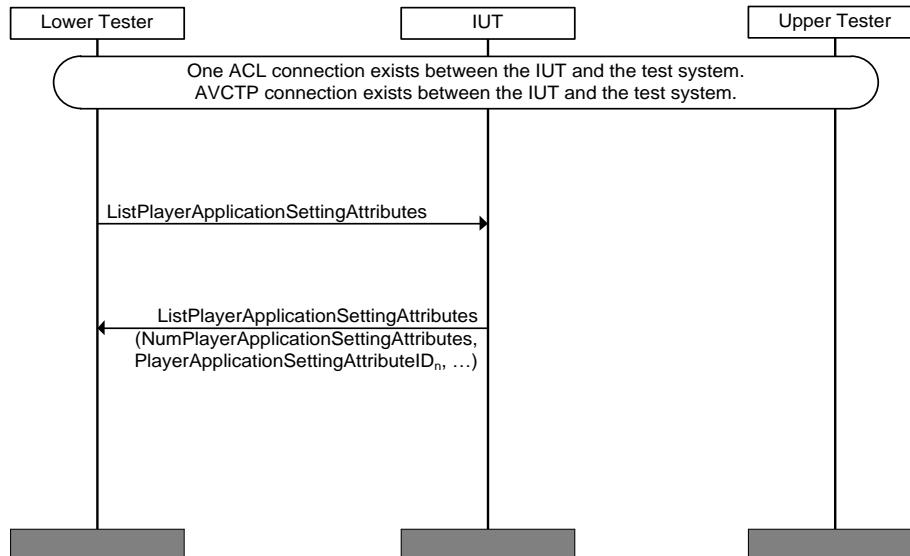 Lower Tester
IUT
Upper Tester
One ACL connection exists between the IUT and the test system.
AVCTP connection exists between the IUT and the test system.
ListPlayerApplicationSettingAttributes
ListPlayerApplicationSettingAttributes
(NumPlayerApplicationSettingAttributes,
PlayerApplicationSettingAttributeIDₙ, …)